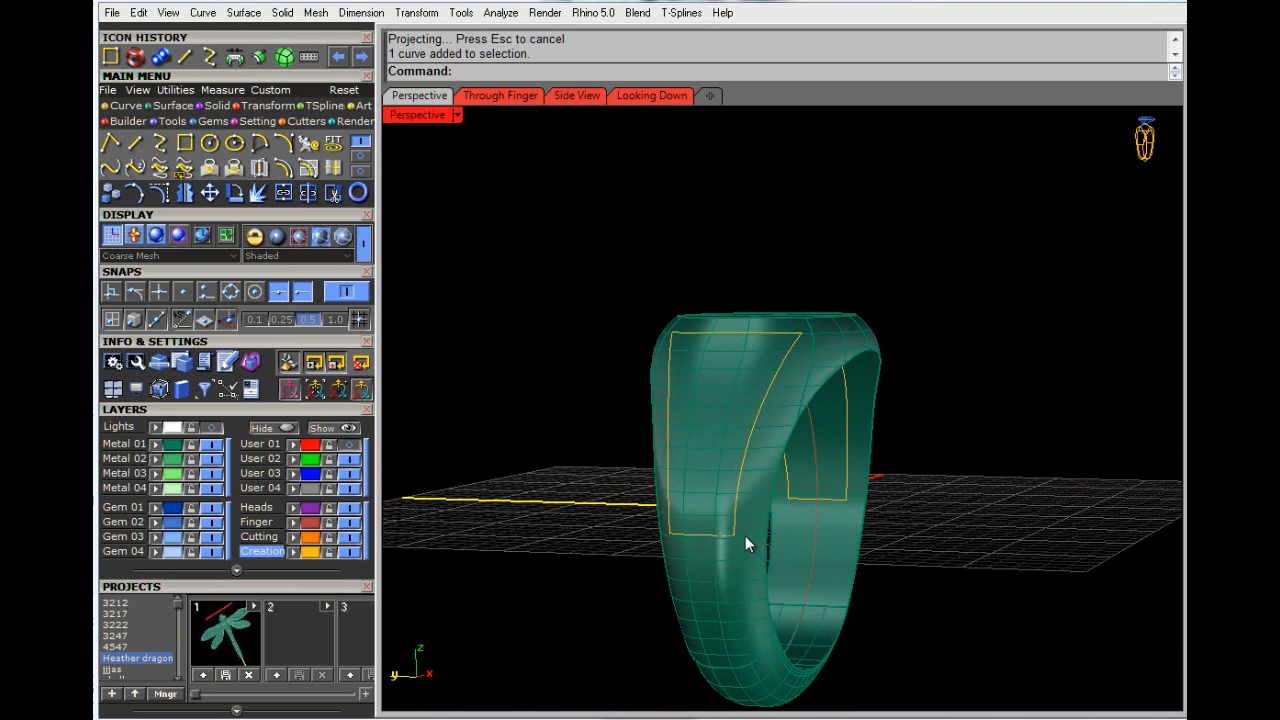 File Edit View Curve Surface Solid Mesh Dimension Transform Tools Analyze Render Rhino 5.0 Blend T-Splines Help
ICON HISTORY
MAIN MENU
File View Utilities Measure Custom Reset
Curve Surface Solid Transform TSpline Art
Builder Tools Gems Setting Cutters Render
FIT
DISPLAY
Coarse Mesh Shaded
SNAPS
0.1 0.25 0.5 1.0
INFO & SETTINGS
LAYERS
Lights Hide Show
Metal 01 User 01
Metal 02 User 02
Metal 03 User 03
Metal 04 User 04
Gem 01 Heads
Gem 02 Finger
Gem 03 Cutting
Gem 04 Creation
PROJECTS
3212
3217
3222
3247
4547
Heather dragon
jjjas
1 2 3
Mngr
Projecting... Press Esc to cancel
1 curve added to selection.
Command:
Perspective Through Finger Side View Looking Down
Perspective
z
y x